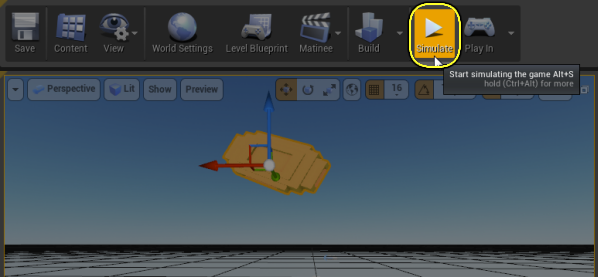 Save
Content
View
World Settings
Level Blueprint
Matinee
Build
Simulate
Play In
Start simulating the game Alt+S
hold (Ctrl+Alt) for more
Perspective
Lit
Show
Preview
16